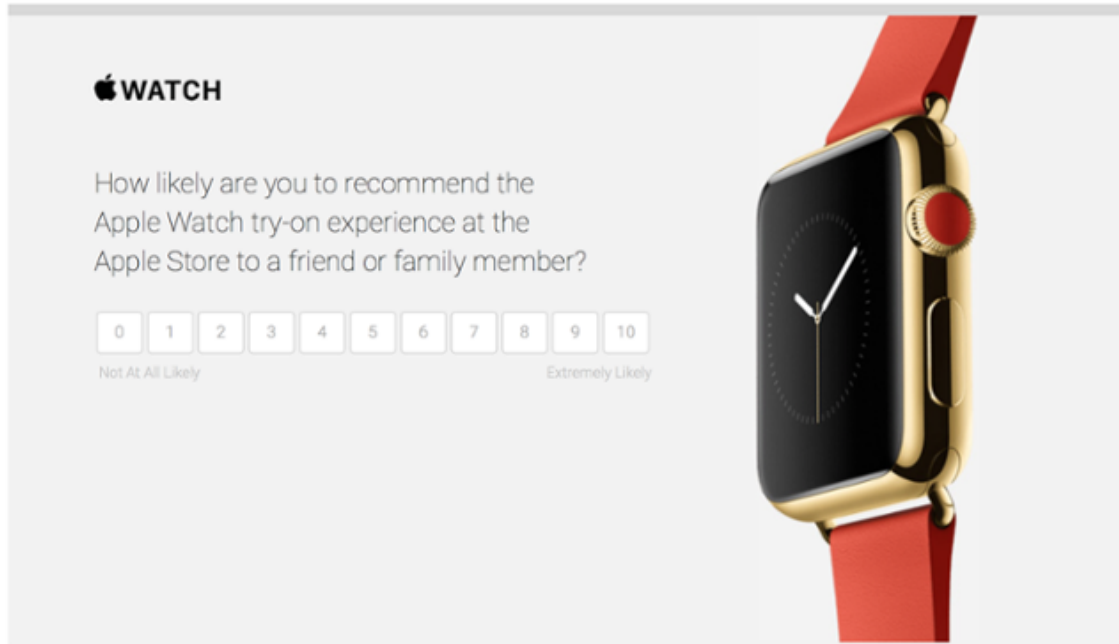 WATCH
How likely are you to recommend the
Apple Watch try-on experience at the
Apple Store to a friend or family member?
0 1 2 3 4 5 6 7 8 9 10
Not At All Likely Extremely Likely